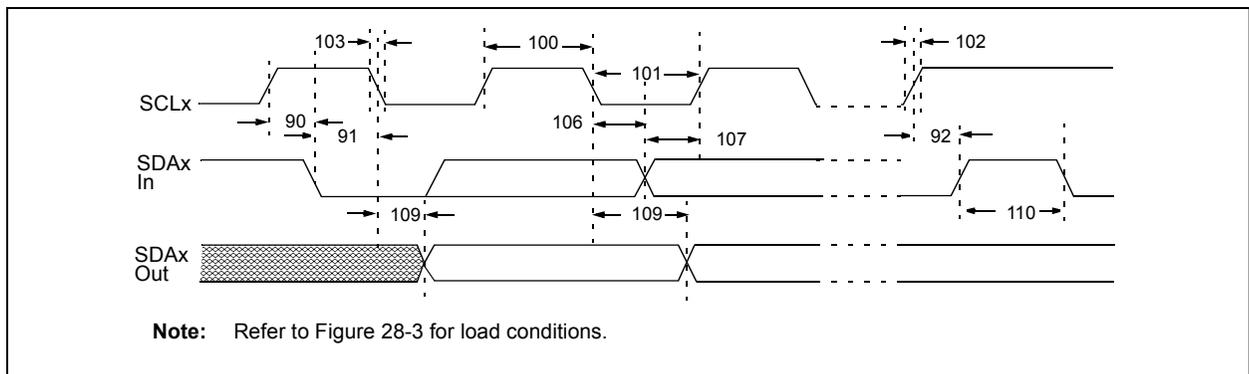 103
100
102
101
SCLx
90
91
106
107
92
SDAx
In
109
109
110
SDAx
Out
Note: Refer to Figure 28-3 for load conditions.